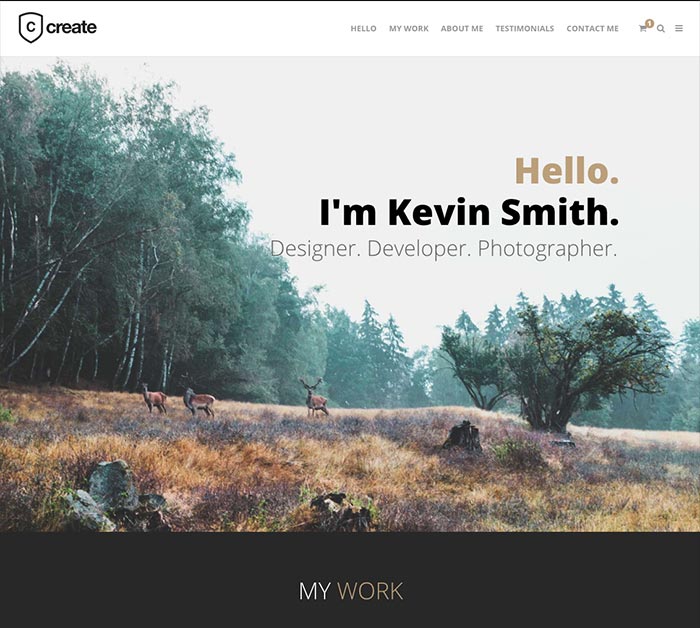 C create
HELLO MY WORK ABOUT ME TESTIMONIALS CONTACT ME 1
Hello.
I'm Kevin Smith.
Designer. Developer. Photographer.
MY WORK